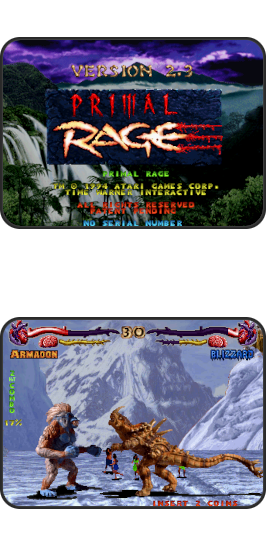 VERSION 2.3
PRIMAL
RAGE
PRIMAL RAGE
TM © 1994 ATARI GAMES CORP.
TIME WARNER INTERACTIVE
ALL RIGHTS RESERVED
PATENT PENDING
NO SERIAL NUMBER
30
ARMADON
BLIZZARD
INSERT 2 COINS